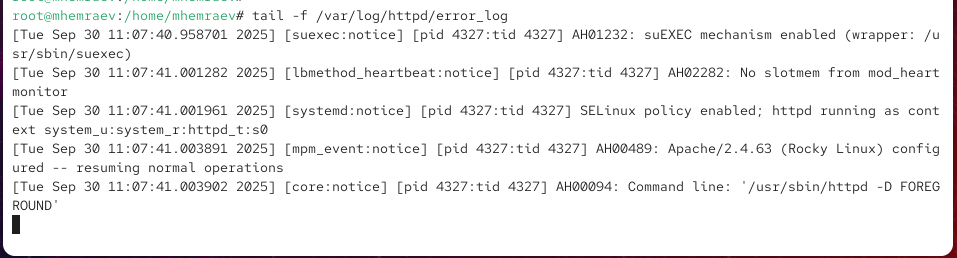 root@mhemraev:/home/mhemraev# tail -f /var/log/httpd/error_log
[Tue Sep 30 11:07:40.958701 2025] [suexec:notice] [pid 4327:tid 4327] AH01232: suEXEC mechanism enabled (wrapper: /u
sr/sbin/suexec)
[Tue Sep 30 11:07:41.001282 2025] [lbmethod_heartbeat:notice] [pid 4327:tid 4327] AH02282: No slotmem from mod_heart
monitor
[Tue Sep 30 11:07:41.001961 2025] [systemd:notice] [pid 4327:tid 4327] SELinux policy enabled; httpd running as cont
ext system_u:system_r:httpd_t:s0
[Tue Sep 30 11:07:41.003891 2025] [mpm_event:notice] [pid 4327:tid 4327] AH00489: Apache/2.4.63 (Rocky Linux) config
ured -- resuming normal operations
[Tue Sep 30 11:07:41.003902 2025] [core:notice] [pid 4327:tid 4327] AH00094: Command line: '/usr/sbin/httpd -D FOREG
ROUND'